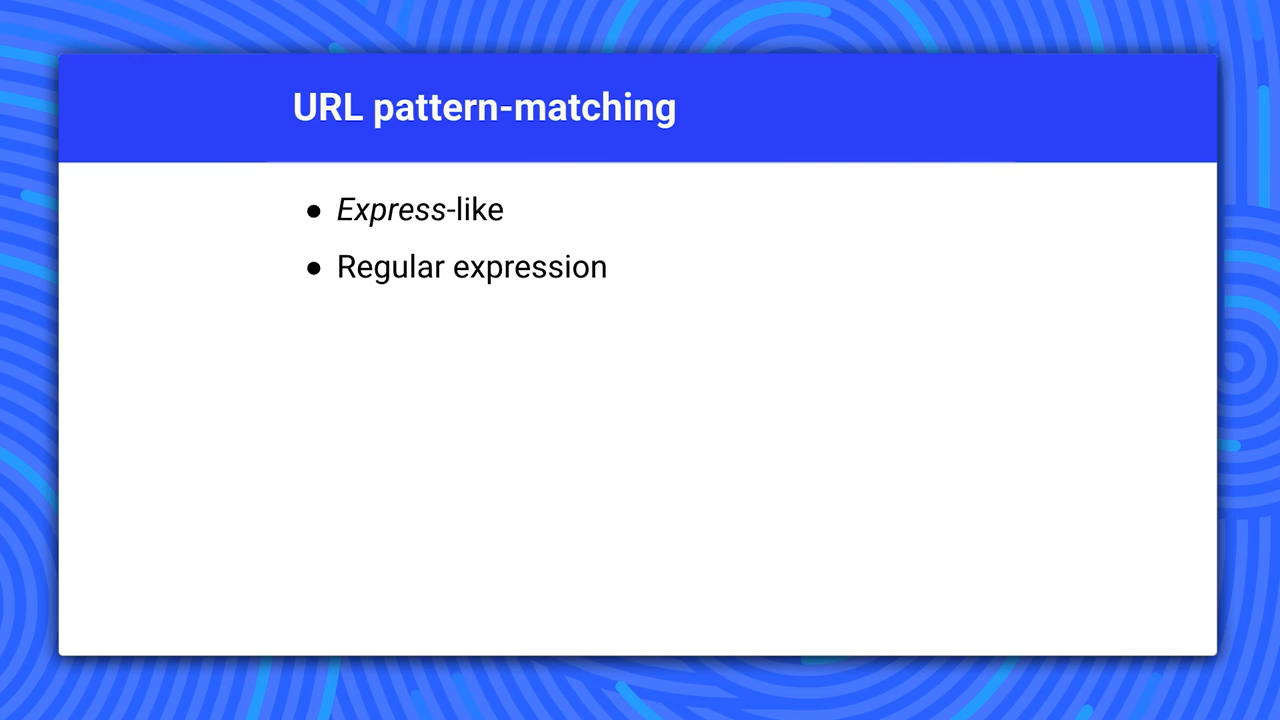 URL pattern-matching
● Express-like
● Regular expression